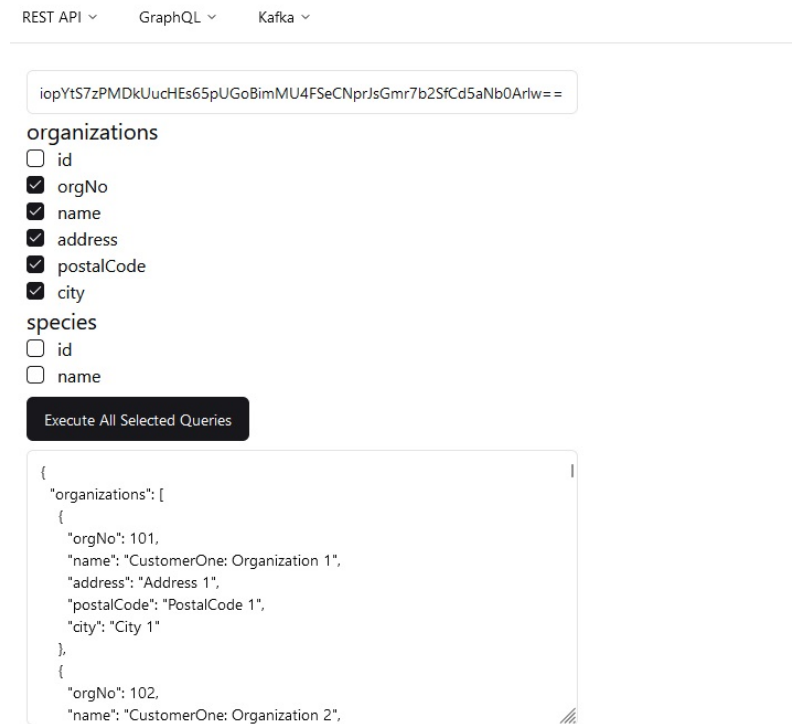 REST API GraphQL Kafka
iopYtS7zPMDkUucHEs65pUGoBimMU4FSeCNprJsGmr7b2SfCd5aNb0Arlw==
organizations
id
orgNo
name
address
postalCode
city
species
id
name
Execute All Selected Queries
{
"organizations": [
{
"orgNo": 101,
"name": "CustomerOne: Organization 1",
"address": "Address 1",
"postalCode": "PostalCode 1",
"city": "City 1"
},
{
"orgNo": 102,
"name": "CustomerOne: Organization 2",